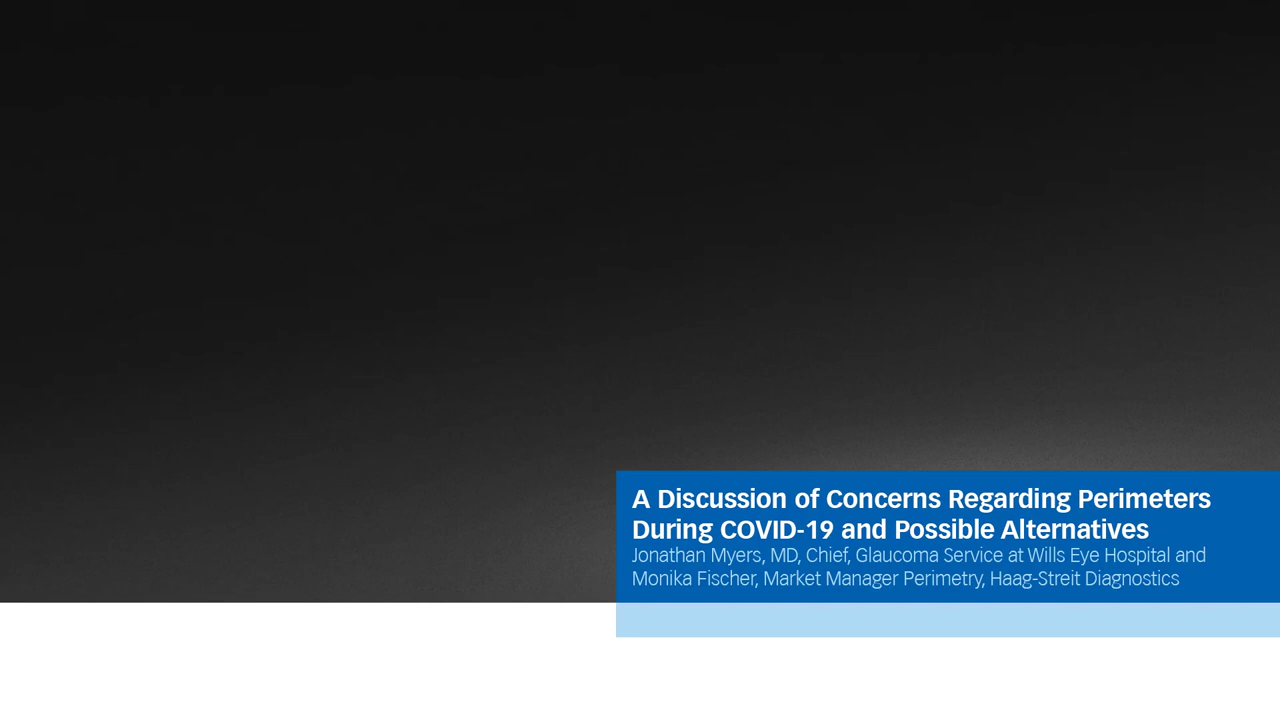 A Discussion of Concerns Regarding Perimeters
During COVID-19 and Possible Alternatives
Jonathan Myers, MD, Chief, Glaucoma Service at Wills Eye Hospital and
Monika Fischer, Market Manager Perimetry, Haag-Streit Diagnostics